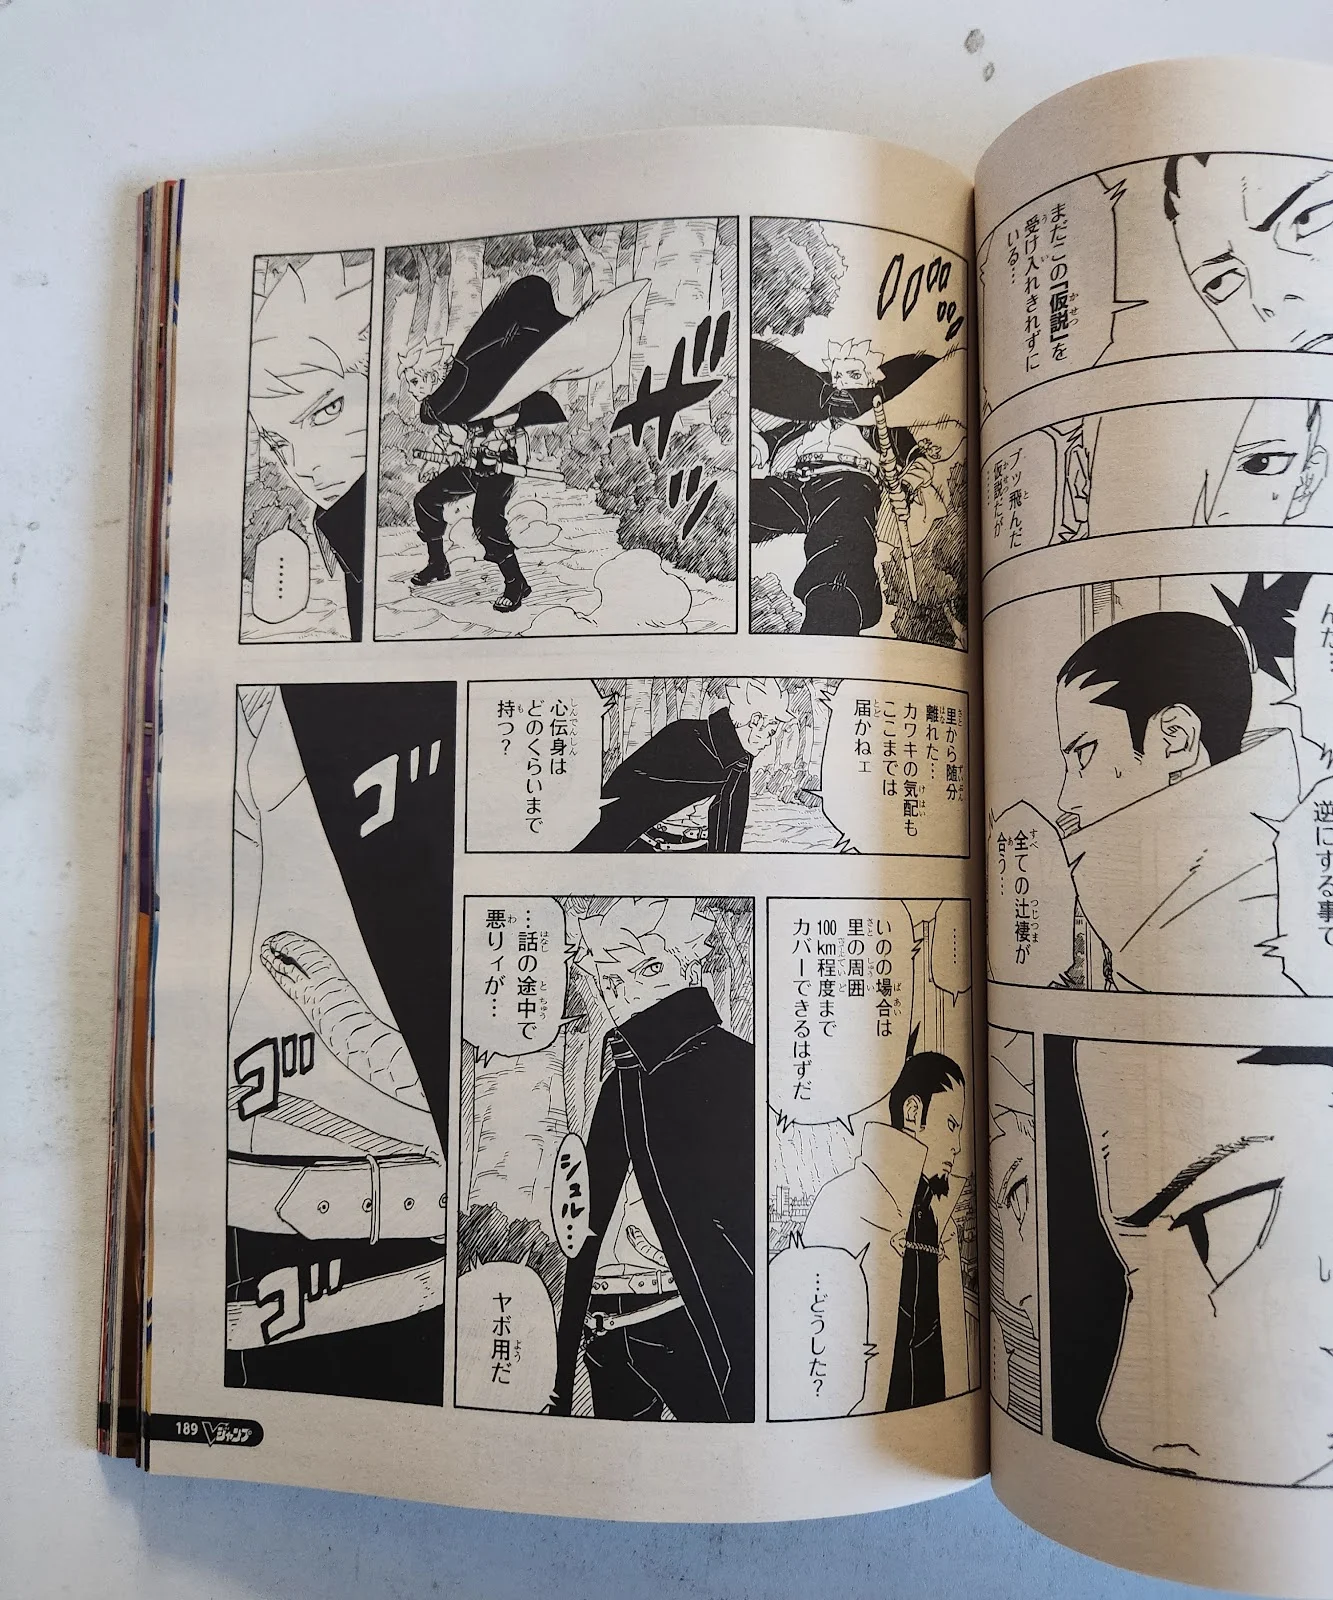 まだこの『仮説』を
受け入れきれずに
いる…
ブッ飛んだ
仮説だが
……
んだ…
逆にする事で
全ての辻褄が
合う…
ザッ
……
里から随分
離れた…
カワキの気配も
ここまでは
届かねェ
心伝身は
どのくらいまで
持つ?
……
いのの場合は
里の周囲
100km程度まで
カバーできるはずだ
…どうした?
…話の途中で
悪りィが…
シュル…
ヤボ用だ
ゴ
ゴ
ゴ
189 Vジャンプ